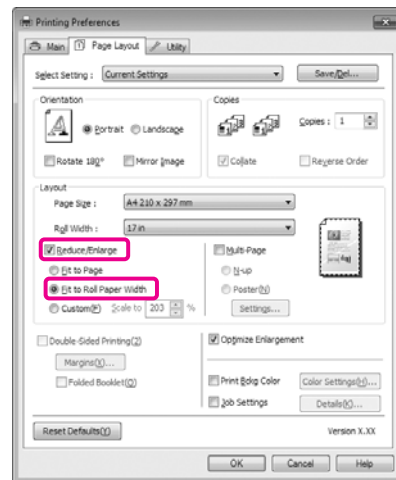 Printing Preferences
Main Page Layout Utility
Select Setting : Current Settings Save/Del...
Orientation Copies
Portrait Landscape Copies : 1
Rotate 180° Mirror Image Collate Reverse Order
Layout
Page Size : A4 210 x 297 mm
Roll Width : 17 in
Reduce/Enlarge Multi-Page
Fit to Page N-up
Fit to Roll Paper Width Poster(N)
Custom(F) Scale to 203 % Settings...
Double-Sided Printing(2) Optimize Enlargement
Margins(X)...
Folded Booklet(Q) Print Bckg Color Color Settings(H)...
Job Settings Details(K)...
Reset Defaults(Y) Version X.XX
OK Cancel Help